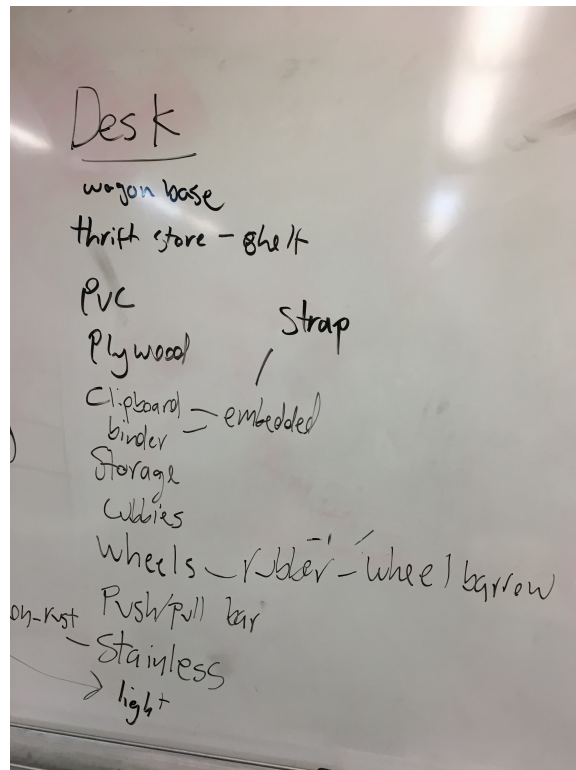 Desk
wagon base
thrift store - shelf
PVC
Strap
Plywood
Clipboard - embedded
binder
Storage
Cubbies
Wheels - rubber - wheel barrow
Push/pull bar
on-rust - Stainless
light